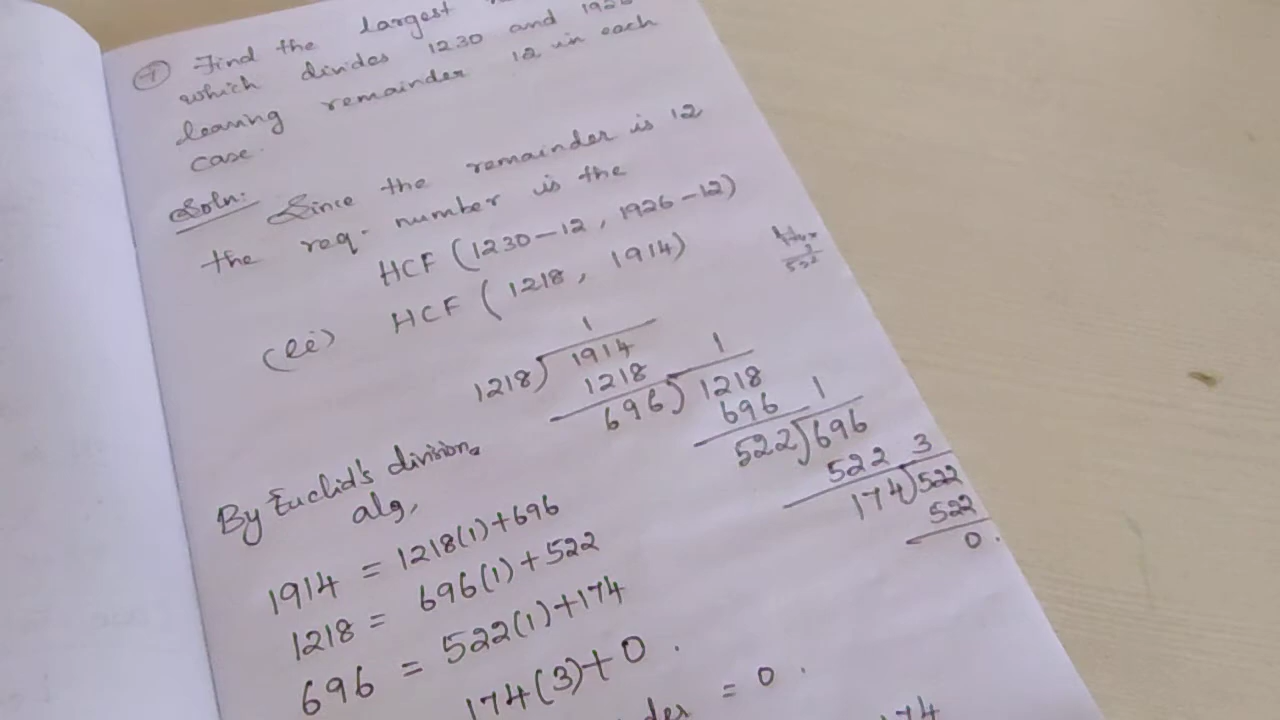 7 Find the largest
which divides 1230 and 1926
leaving remainder 12 in each
case.
Soln: Since the remainder is 12
the req. number is the
HCF (1230-12, 1926-12)
(ie) HCF (1218, 1914)
1
1218) 1914
1218
1
696) 1218
696
1
522) 696
522
3
174) 522
522
0.
By Euclid's division
alg,
1914 = 1218(1)+696
1218 = 696(1)+522
696 = 522(1)+174
174(3)+0.
= 0.
174